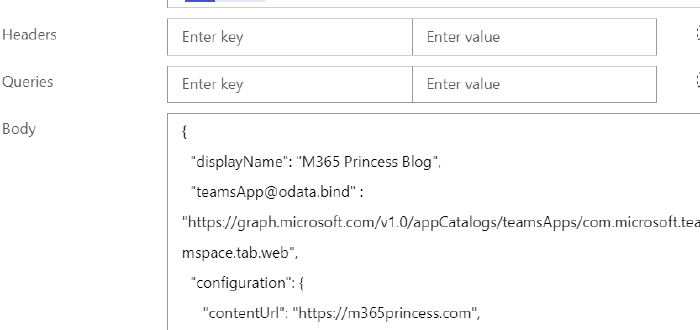 Headers Enter key Enter value
Queries Enter key Enter value
Body
{
"displayName": "M365 Princess Blog",
"teamsApp@odata.bind" :
"https://graph.microsoft.com/v1.0/appCatalogs/teamsApps/com.microsoft.tea
mspace.tab.web",
"configuration": {
"contentUrl": "https://m365princess.com",